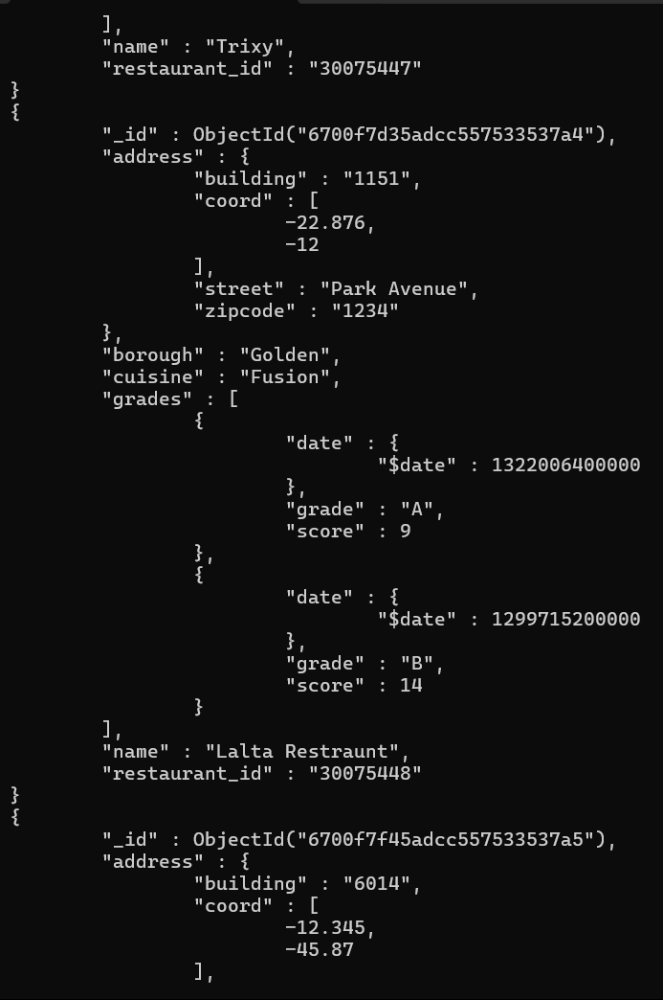 ],
"name" : "Trixy",
"restaurant_id" : "30075447"
}
{
"_id" : ObjectId("6700f7d35adcc557533537a4"),
"address" : {
"building" : "1151",
"coord" : [
-22.876,
-12
],
"street" : "Park Avenue",
"zipcode" : "1234"
},
"borough" : "Golden",
"cuisine" : "Fusion",
"grades" : [
{
"date" : {
"$date" : 1322006400000
},
"grade" : "A",
"score" : 9
},
{
"date" : {
"$date" : 1299715200000
},
"grade" : "B",
"score" : 14
}
],
"name" : "Lalta Restraunt",
"restaurant_id" : "30075448"
}
{
"_id" : ObjectId("6700f7f45adcc557533537a5"),
"address" : {
"building" : "6014",
"coord" : [
-12.345,
-45.87
],